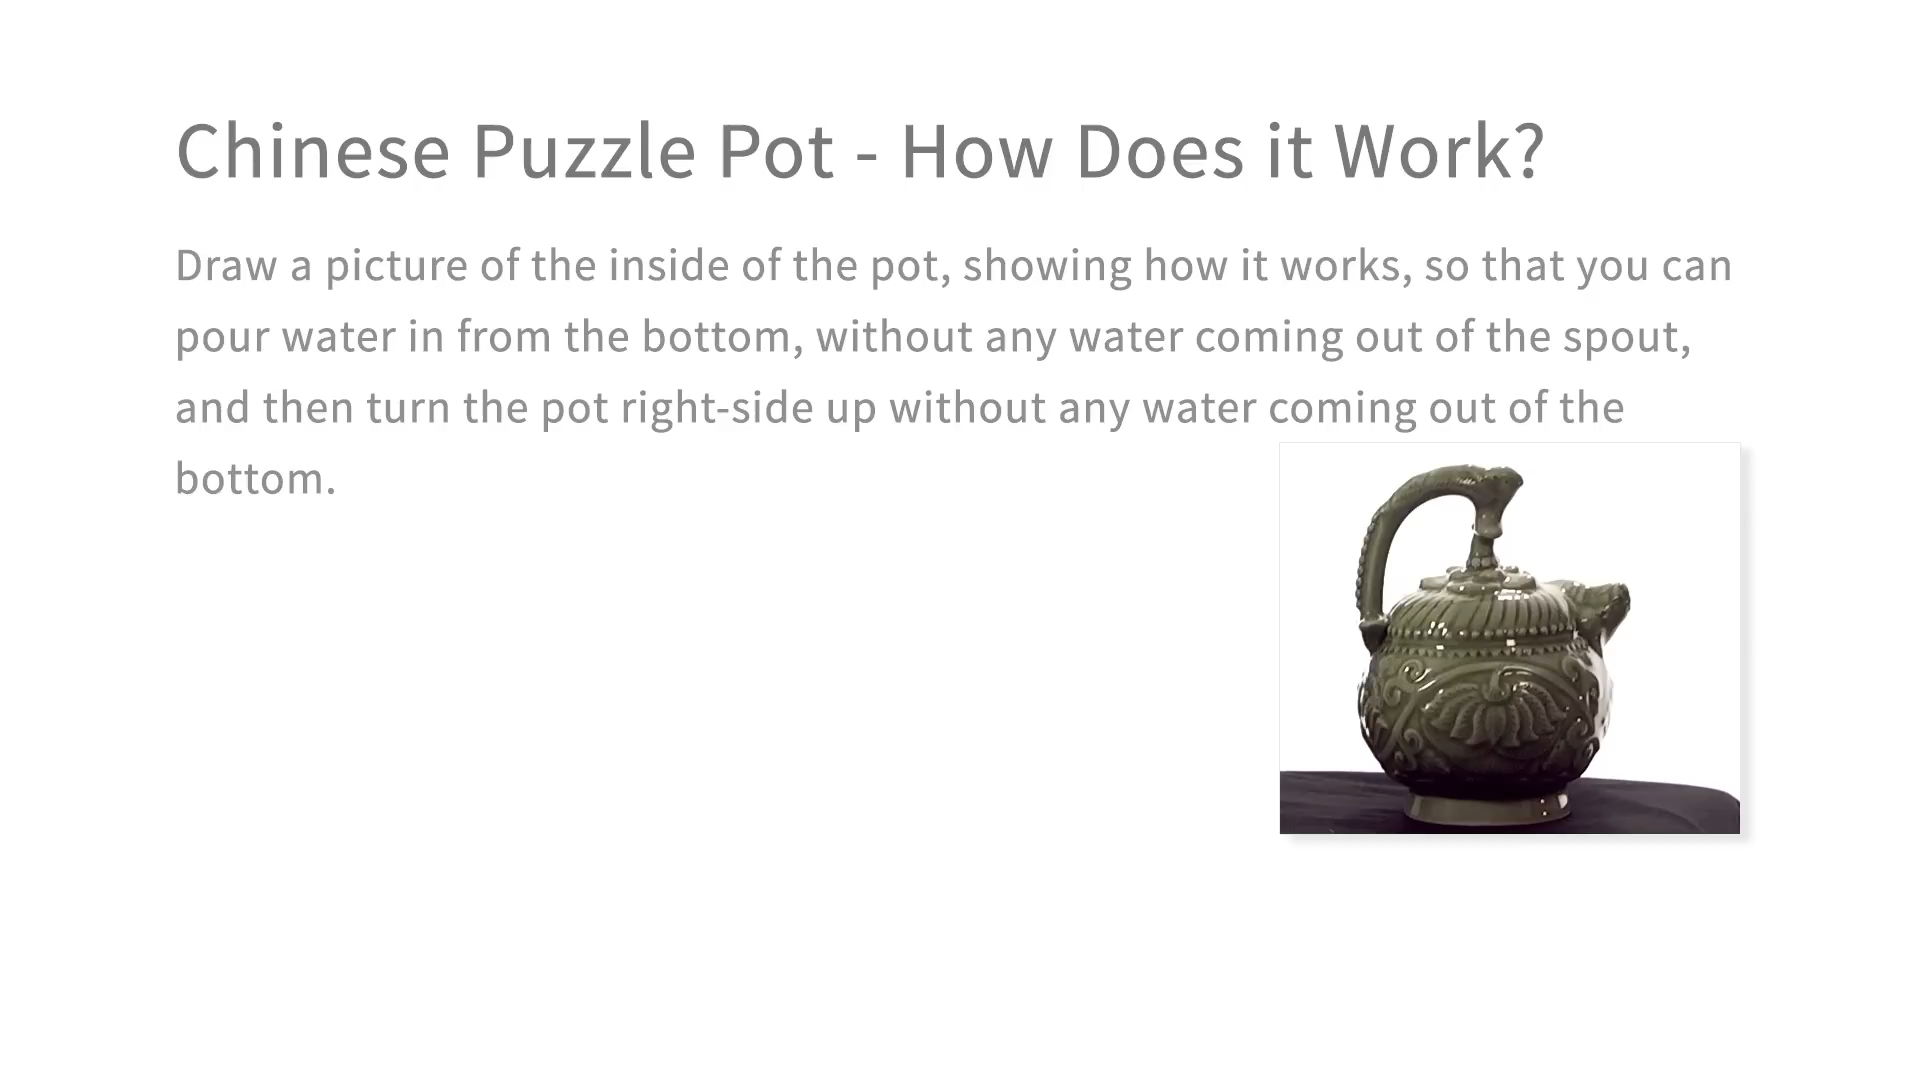 Chinese Puzzle Pot - How Does it Work?
Draw a picture of the inside of the pot, showing how it works, so that you can
pour water in from the bottom, without any water coming out of the spout,
and then turn the pot right-side up without any water coming out of the
bottom.